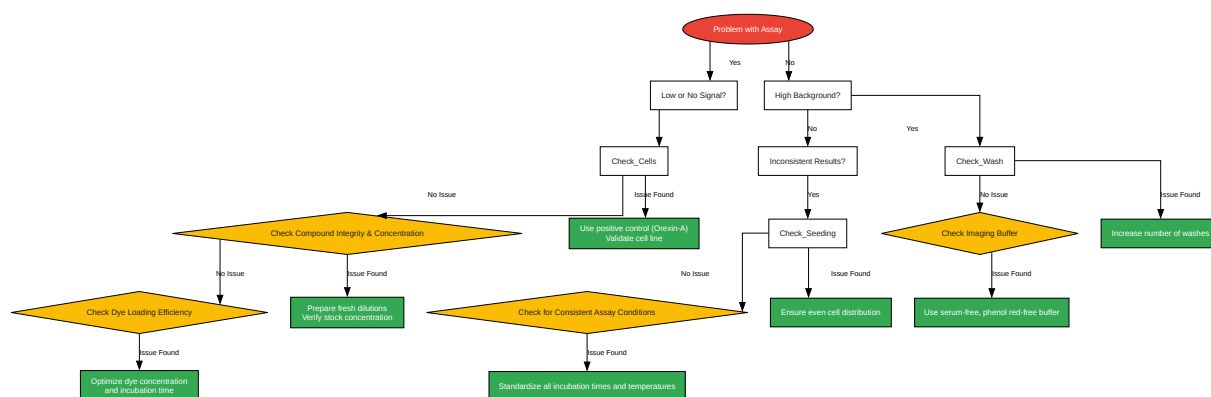 Problem with Assay
Yes
No
Low or No Signal?
High Background?
No
Yes
Check_Cells
Inconsistent Results?
Check_Wash
No Issue
Issue Found
Yes
No Issue
Issue Found
Check Compound Integrity & Concentration
Use positive control (Orexin-A)
Validate cell line
Check_Seeding
Check Imaging Buffer
Increase number of washes
No Issue
Issue Found
No Issue
Issue Found
Issue Found
Check Dye Loading Efficiency
Prepare fresh dilutions
Verify stock concentration
Check for Consistent Assay Conditions
Ensure even cell distribution
Use serum-free, phenol red-free buffer
Issue Found
Issue Found
Optimize dye concentration
and incubation time
Standardize all incubation times and temperatures